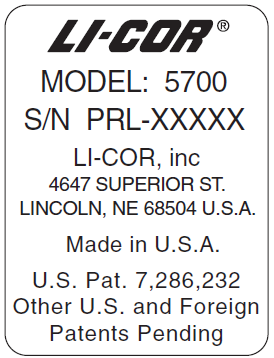 LI-COR®
MODEL: 5700
S/N PRL-XXXXX
LI-COR, inc
4647 SUPERIOR ST.
LINCOLN, NE 68504 U.S.A.
Made in U.S.A.
U.S. Pat. 7,286,232
Other U.S. and Foreign
Patents Pending